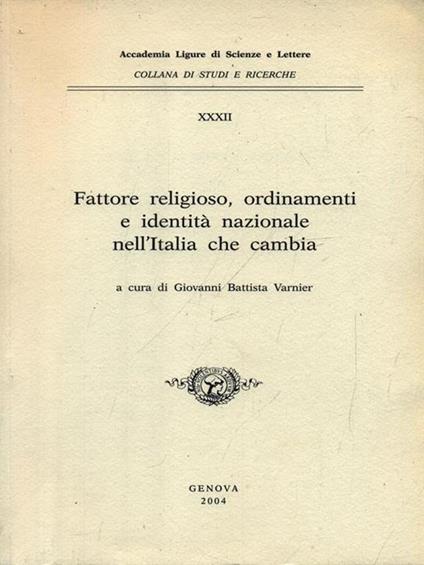 Accademia Ligure di Scienze e Lettere
COLLANA DI STUDI E RICERCHE
XXXII
Fattore religioso, ordinamenti
e identità nazionale
nell'Italia che cambia
a cura di Giovanni Battista Varnier
GENOVA
2004